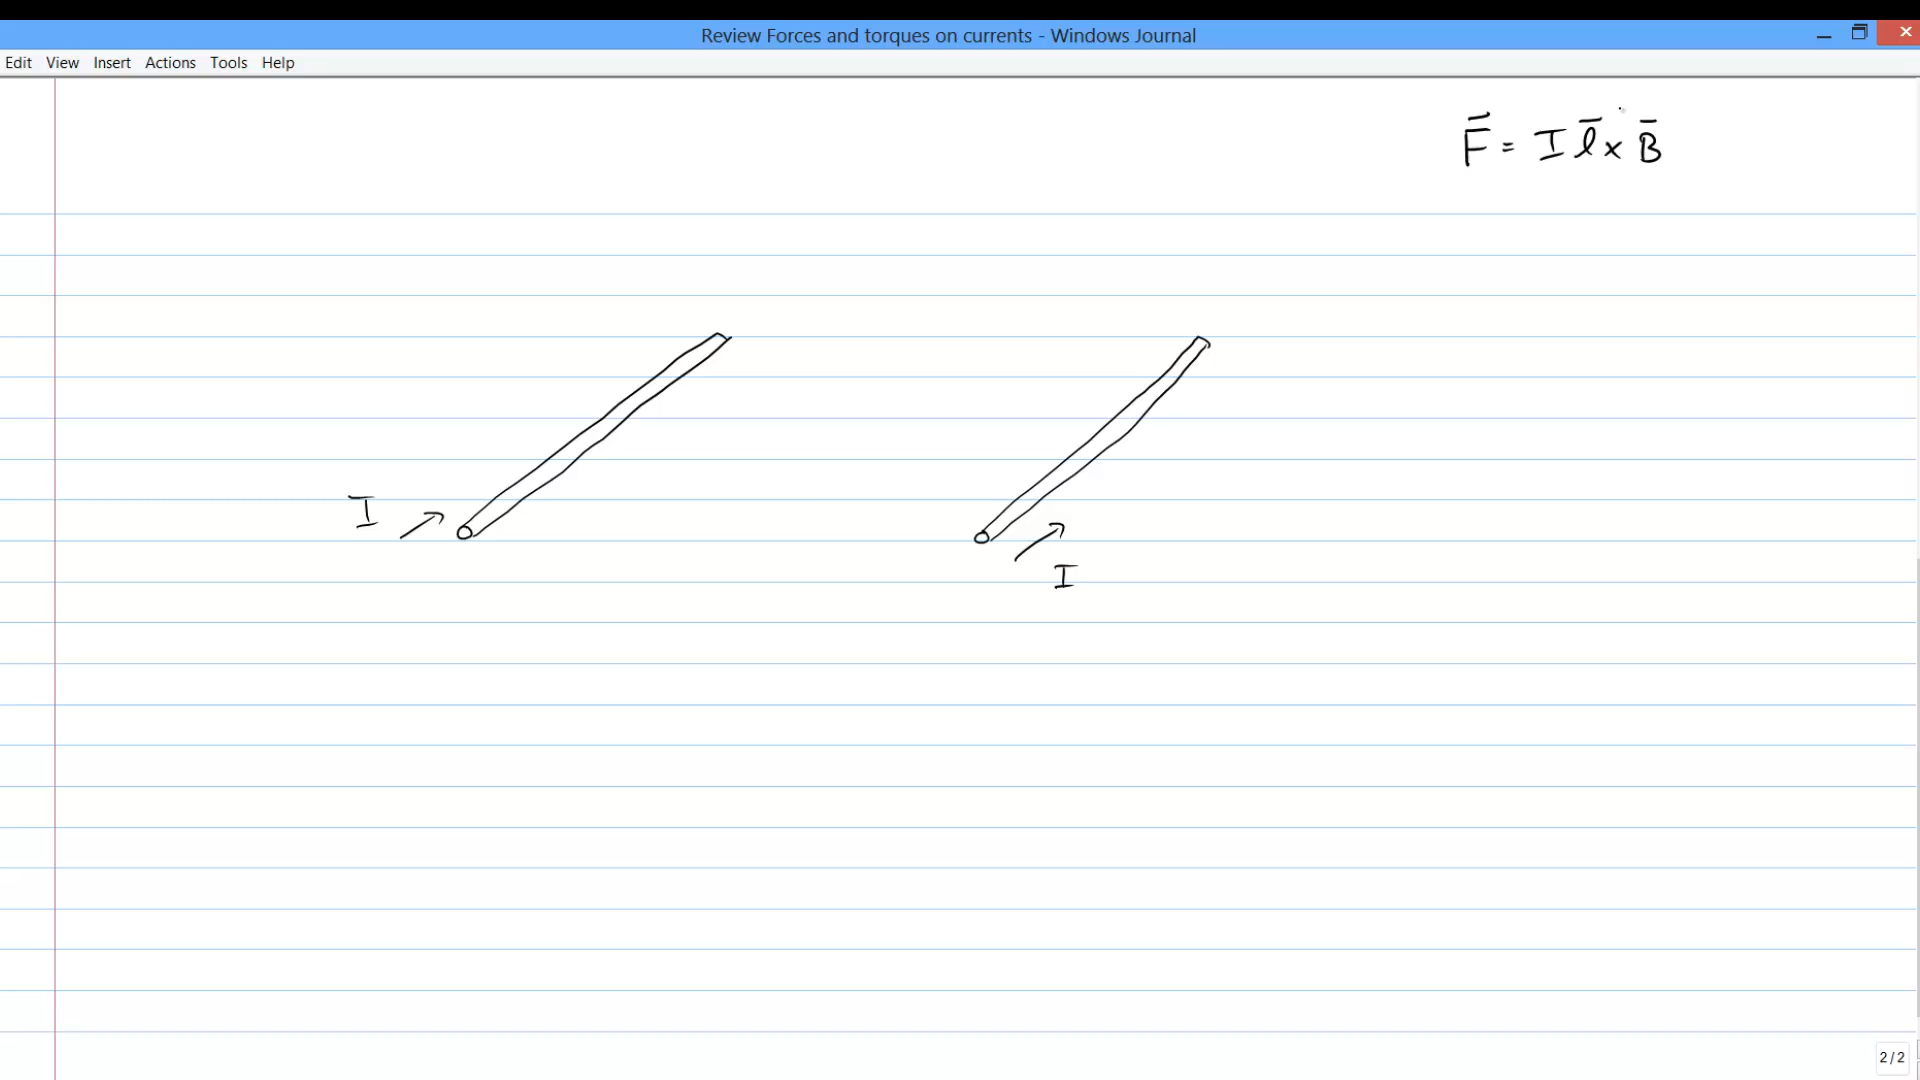 Review Forces and torques on currents - Windows Journal
Edit View Insert Actions Tools Help
F⃗ = I l̄ × B̄
I
I
2 / 2